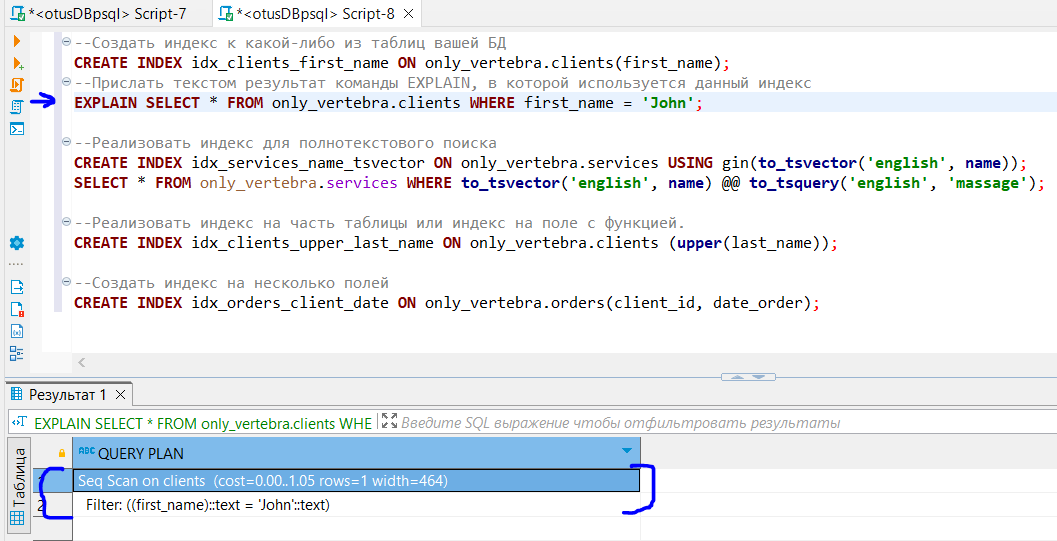 *<otusDBpsql> Script-7
*<otusDBpsql> Script-8
--Создать индекс к какой-либо из таблиц вашей БД
CREATE INDEX idx_clients_first_name ON only_vertebra.clients(first_name);
--Прислать текстом результат команды EXPLAIN, в которой используется данный индекс
EXPLAIN SELECT * FROM only_vertebra.clients WHERE first_name = 'John';
--Реализовать индекс для полнотекстового поиска
CREATE INDEX idx_services_name_tsvector ON only_vertebra.services USING gin(to_tsvector('english', name));
SELECT * FROM only_vertebra.services WHERE to_tsvector('english', name) @@ to_tsquery('english', 'massage');
--Реализовать индекс на часть таблицы или индекс на поле с функцией.
CREATE INDEX idx_clients_upper_last_name ON only_vertebra.clients (upper(last_name));
--Создать индекс на несколько полей
CREATE INDEX idx_orders_client_date ON only_vertebra.orders(client_id, date_order);
Результат 1
EXPLAIN SELECT * FROM only_vertebra.clients WHE
Введите SQL выражение чтобы отфильтровать результаты
Таблица
ABC QUERY PLAN
Seq Scan on clients (cost=0.00..1.05 rows=1 width=464)
2 Filter: ((first_name)::text = 'John'::text)